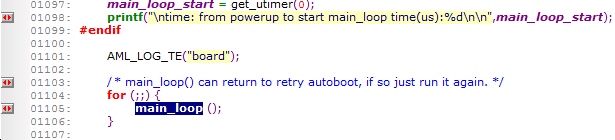 01097: main_loop_start = get_utimer(0);
01098: printf("\ntime: from powerup to start main_loop time(us):%d\n\n",main_loop_start);
01099: #endif
01100:
01101: AML_LOG_TE("board");
01102:
01103: /* main_loop() can return to retry autoboot, if so just run it again. */
01104: for (;;) {
01105: main_loop ();
01106: }
01107: